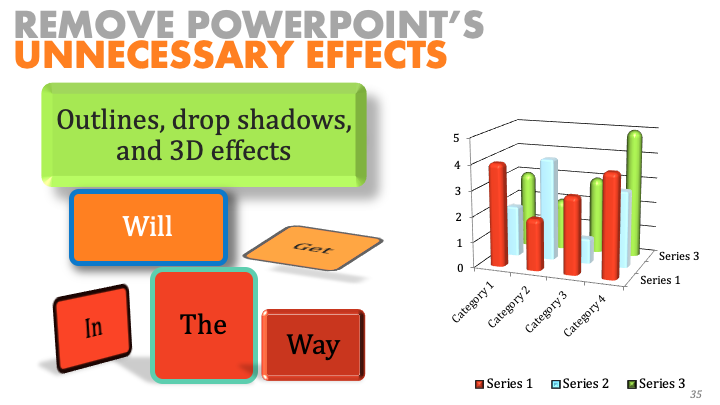 REMOVE POWERPOINT’S
UNNECESSARY EFFECTS
Outlines, drop shadows,
and 3D effects
Will
Get
In
The
Way
5
4
3
2
1
0
Category 1
Category 2
Category 3
Category 4
Series 3
Series 1
Series 1 Series 2 Series 3
35